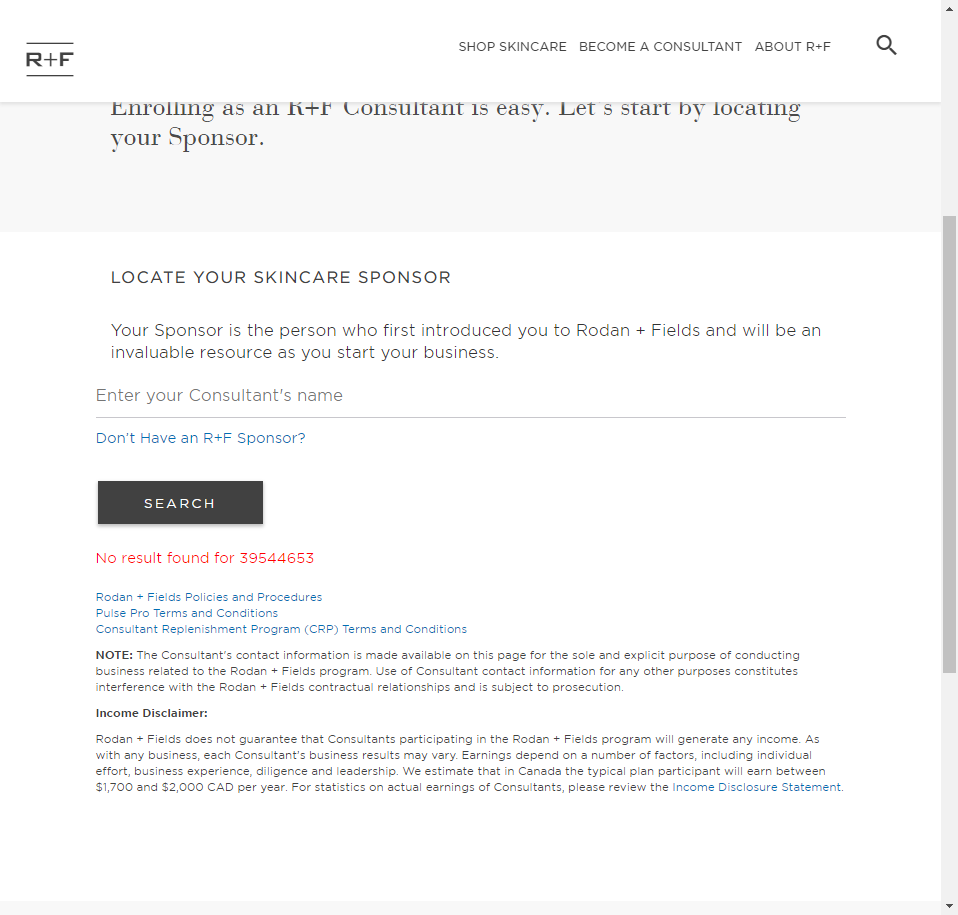 R+F
SHOP SKINCARE BECOME A CONSULTANT ABOUT R+F
Enrolling as an R+F Consultant is easy. Let's start by locating
your Sponsor.
LOCATE YOUR SKINCARE SPONSOR
Your Sponsor is the person who first introduced you to Rodan + Fields and will be an
invaluable resource as you start your business.
Enter your Consultant's name
Don't Have an R+F Sponsor?
SEARCH
No result found for 39544653
Rodan + Fields Policies and Procedures
Pulse Pro Terms and Conditions
Consultant Replenishment Program (CRP) Terms and Conditions
NOTE: The Consultant's contact information is made available on this page for the sole and explicit purpose of conducting
business related to the Rodan + Fields program. Use of Consultant contact information for any other purposes constitutes
interference with the Rodan + Fields contractual relationships and is subject to prosecution.
Income Disclaimer:
Rodan + Fields does not guarantee that Consultants participating in the Rodan + Fields program will generate any income. As
with any business, each Consultant's business results may vary. Earnings depend on a number of factors, including individual
effort, business experience, diligence and leadership. We estimate that in Canada the typical plan participant will earn between
$1,700 and $2,000 CAD per year. For statistics on actual earnings of Consultants, please review the Income Disclosure Statement.